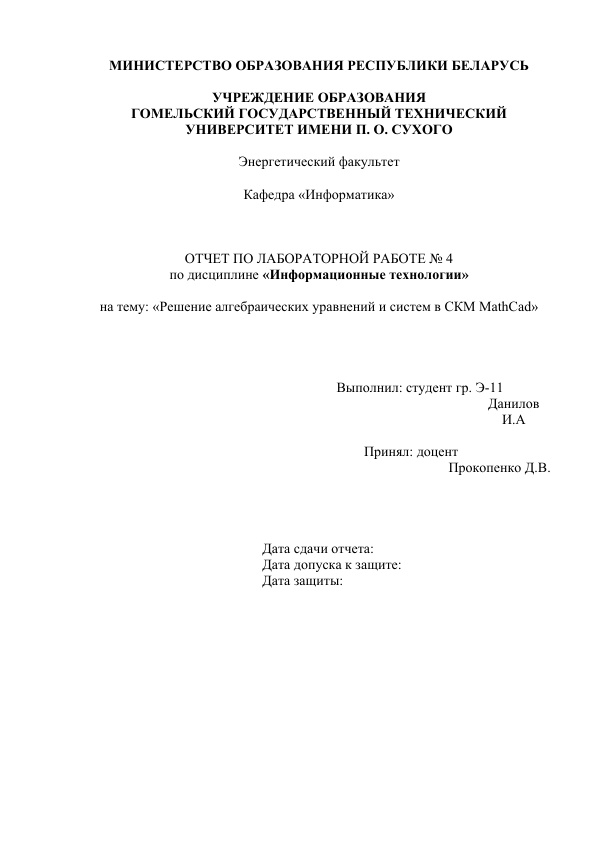 МИНИСТЕРСТВО ОБРАЗОВАНИЯ РЕСПУБЛИКИ БЕЛАРУСЬ
УЧРЕЖДЕНИЕ ОБРАЗОВАНИЯ
ГОМЕЛЬСКИЙ ГОСУДАРСТВЕННЫЙ ТЕХНИЧЕСКИЙ
УНИВЕРСИТЕТ ИМЕНИ П. О. СУХОГО
Энергетический факультет
Кафедра «Информатика»
ОТЧЕТ ПО ЛАБОРАТОРНОЙ РАБОТЕ № 4
по дисциплине «Информационные технологии»
на тему: «Решение алгебраических уравнений и систем в СКМ MathCad»
Выполнил: студент гр. Э-11
Данилов
И.А
Принял: доцент
Прокопенко Д.В.
Дата сдачи отчета:
Дата допуска к защите:
Дата защиты: